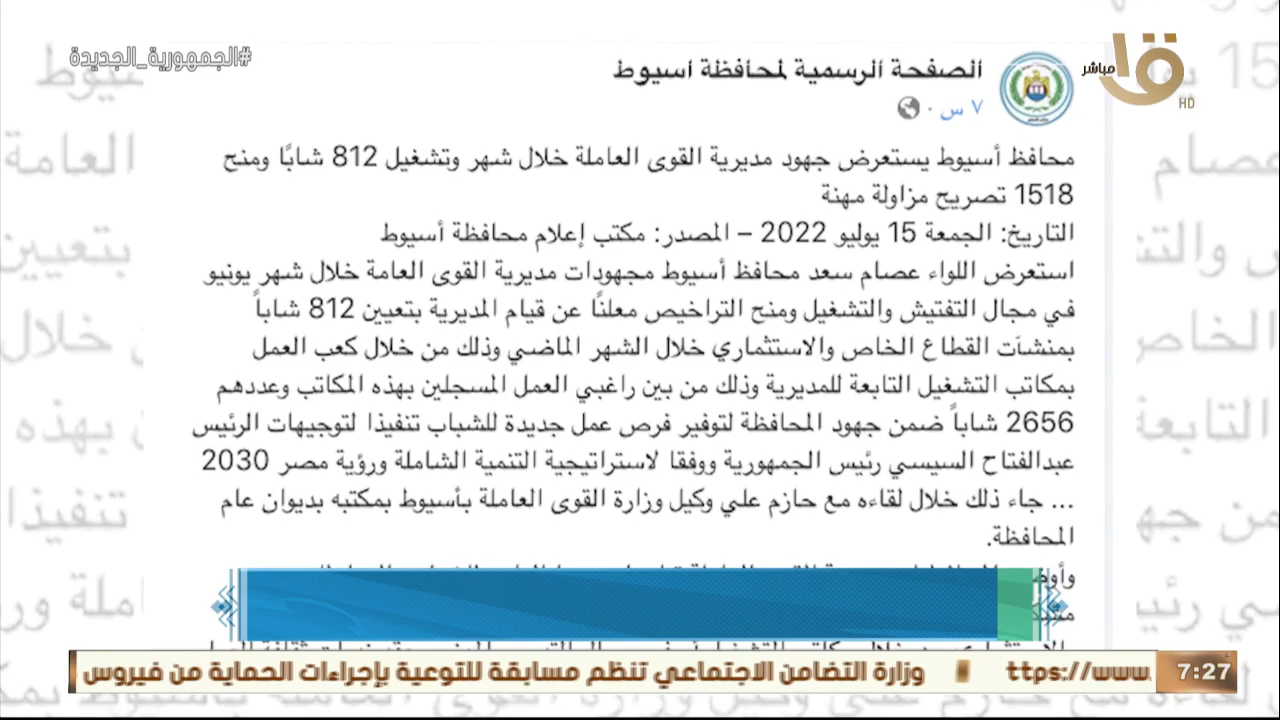 #الجمهورية_الجديدة
مباشر
HD
الصفحة الرسمية لمحافظة أسيوط
٧ س ·
محافظ أسيوط يستعرض جهود مديرية القوى العاملة خلال شهر وتشغيل 812 شابًا ومنح
1518 تصريح مزاولة مهنة
التاريخ: الجمعة 15 يوليو 2022 – المصدر: مكتب إعلام محافظة أسيوط
استعرض اللواء عصام سعد محافظ أسيوط مجهودات مديرية القوى العامة خلال شهر يونيو
في مجال التفتيش والتشغيل ومنح التراخيص معلنًا عن قيام المديرية بتعيين 812 شاباً
بمنشآت القطاع الخاص والاستثماري خلال الشهر الماضي وذلك من خلال كعب العمل
بمكاتب التشغيل التابعة للمديرية وذلك من بين راغبي العمل المسجلين بهذه المكاتب وعددهم
2656 شاباً ضمن جهود المحافظة لتوفير فرص عمل جديدة للشباب تنفيذا لتوجيهات الرئيس
عبدالفتاح السيسي رئيس الجمهورية ووفقا لاستراتيجية التنمية الشاملة ورؤية مصر 2030
... جاء ذلك خلال لقاءه مع حازم علي وكيل وزارة القوى العاملة بأسيوط بمكتبه بديوان عام
المحافظة.
ttps://www. وزارة التضامن الاجتماعي تنظم مسابقة للتوعية بإجراءات الحماية من فيروس
7:27